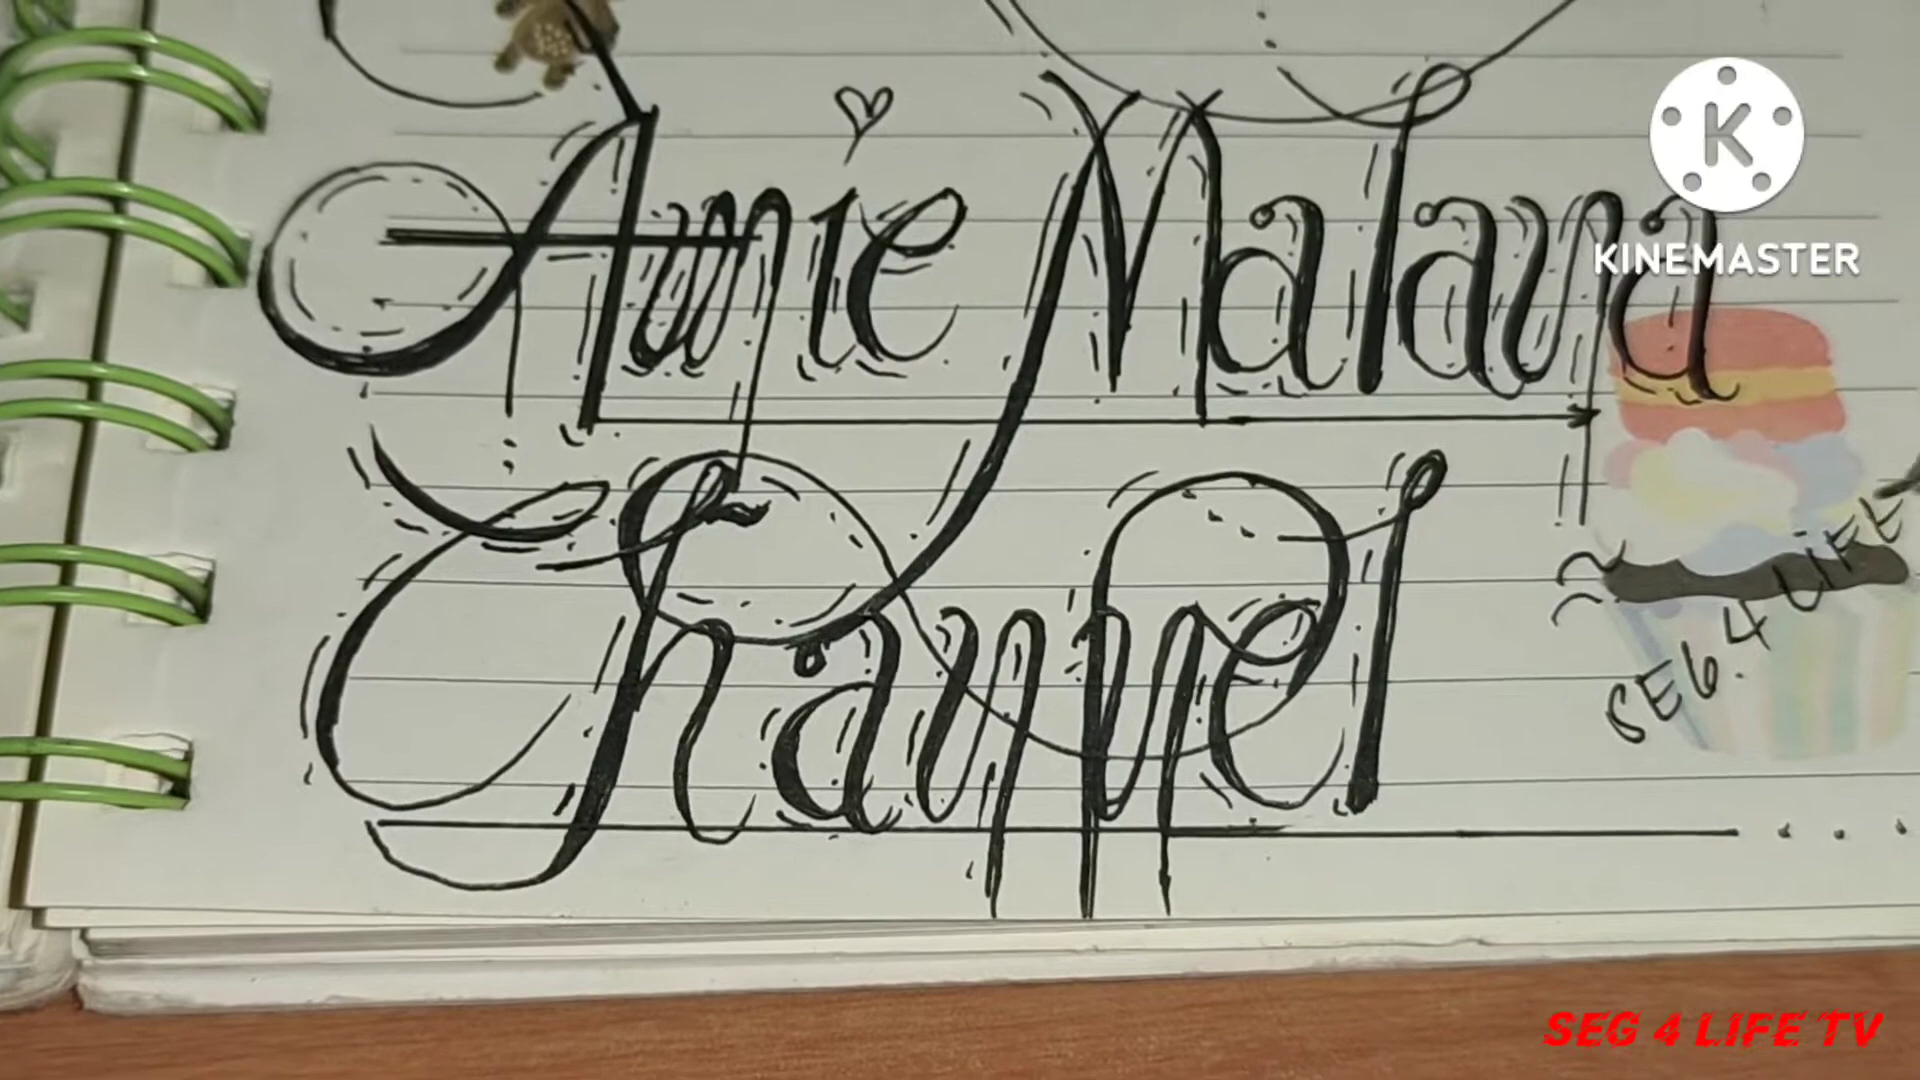 Amie Malana
Channel
SEG. 4 LIFE
K
KINEMASTER
SEG 4 LIFE TV